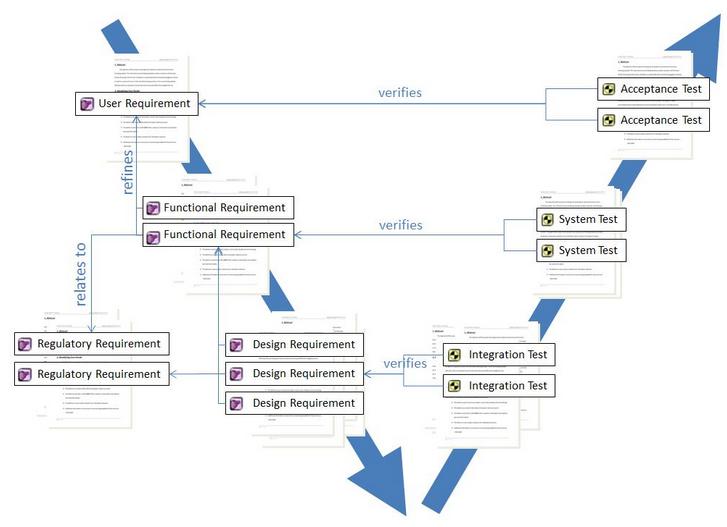 User Requirement
verifies
Acceptance Test
Acceptance Test
refines
Functional Requirement
Functional Requirement
verifies
System Test
System Test
relates to
Regulatory Requirement
Regulatory Requirement
Design Requirement
Design Requirement
Design Requirement
verifies
Integration Test
Integration Test